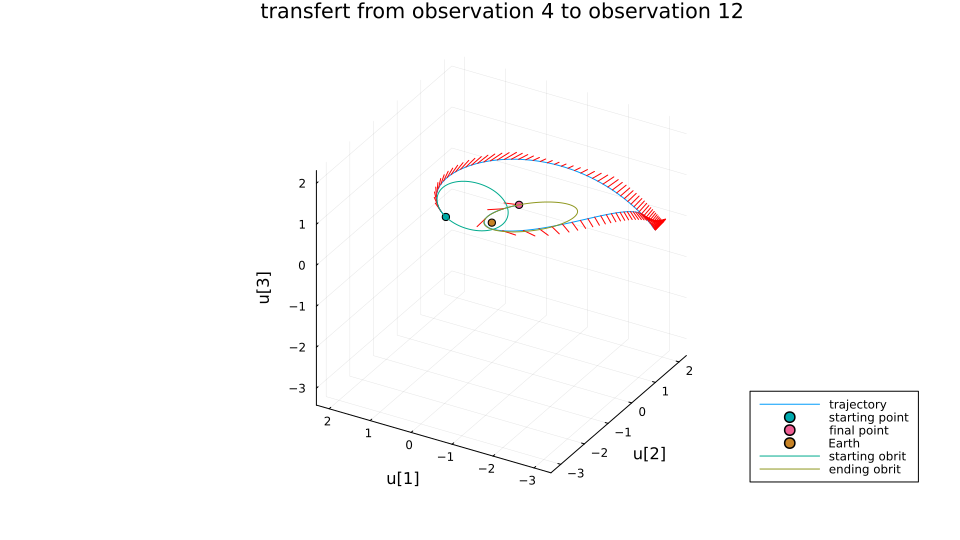 transfert from observation 4 to observation 12
2
1
0
−1
−2
−3
u[3]
2
1
0
−1
−2
−3
u[1]
2
1
0
−1
−2
−3
u[2]
trajectory
starting point
final point
Earth
starting obrit
ending obrit